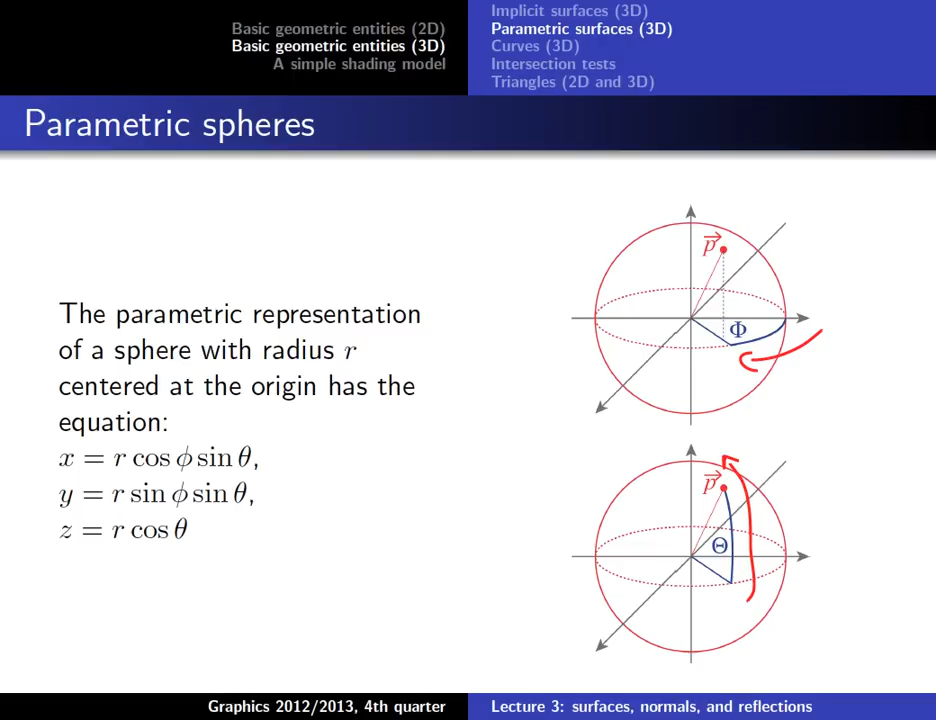 Basic geometric entities (2D)
Basic geometric entities (3D)
A simple shading model
Implicit surfaces (3D)
Parametric surfaces (3D)
Curves (3D)
Intersection tests
Triangles (2D and 3D)
Parametric spheres
The parametric representation
of a sphere with radius r
centered at the origin has the
equation:
x = r cos ϕ sin θ,
y = r sin ϕ sin θ,
z = r cos θ
p⃗
Φ
p⃗
Θ
Graphics 2012/2013, 4th quarter
Lecture 3: surfaces, normals, and reflections